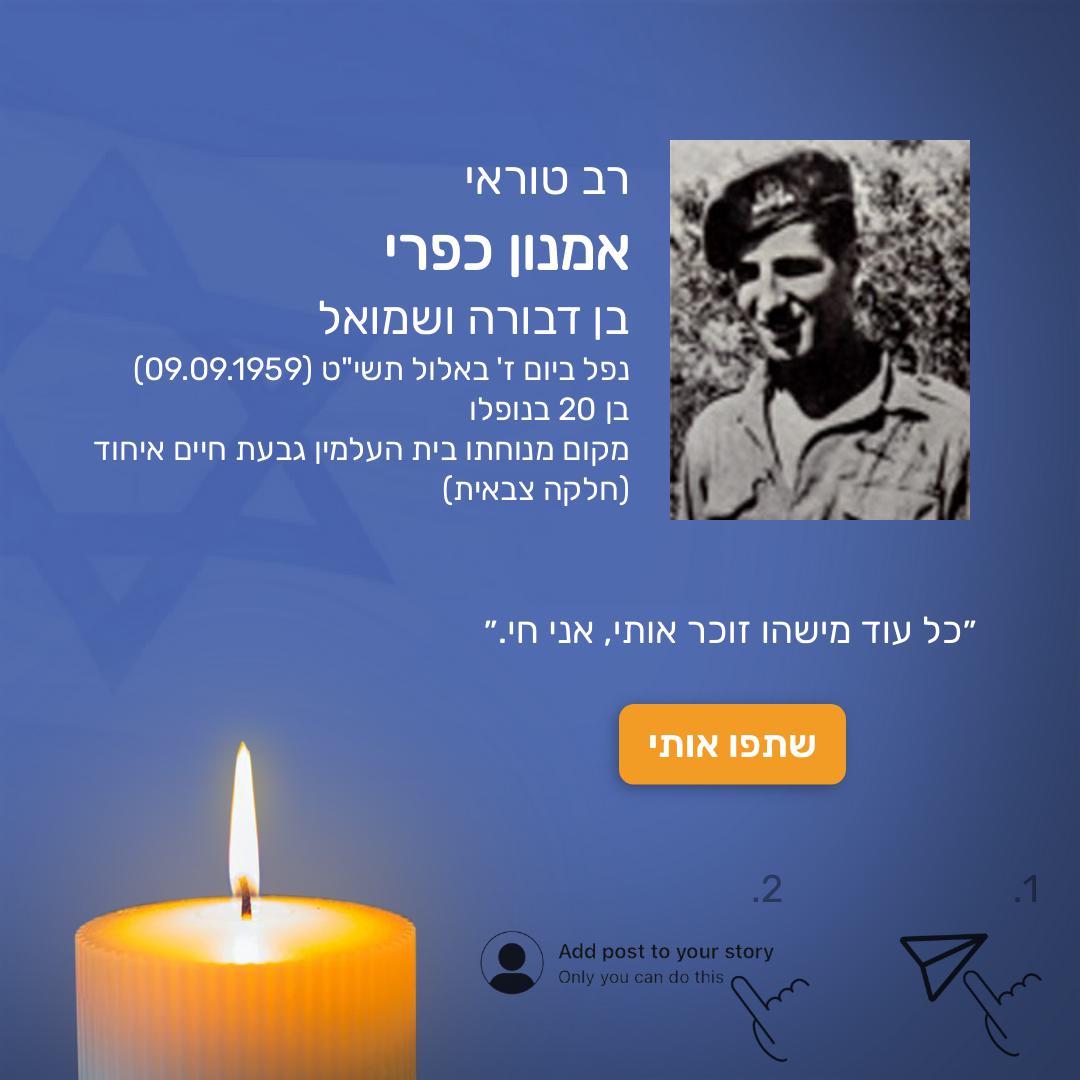 רב טוראי
אמנון כפרי
בן דבורה ושמואל
נפל ביום ז' באלול תשי"ט (09.09.1959)
בן 20 בנופלו
מקום מנוחתו בית העלמין גבעת חיים איחוד
(חלקה צבאית)
״כל עוד מישהו זוכר אותי, אני חי.״
שתפו אותי
.1
.2
Add post to your story
Only you can do this